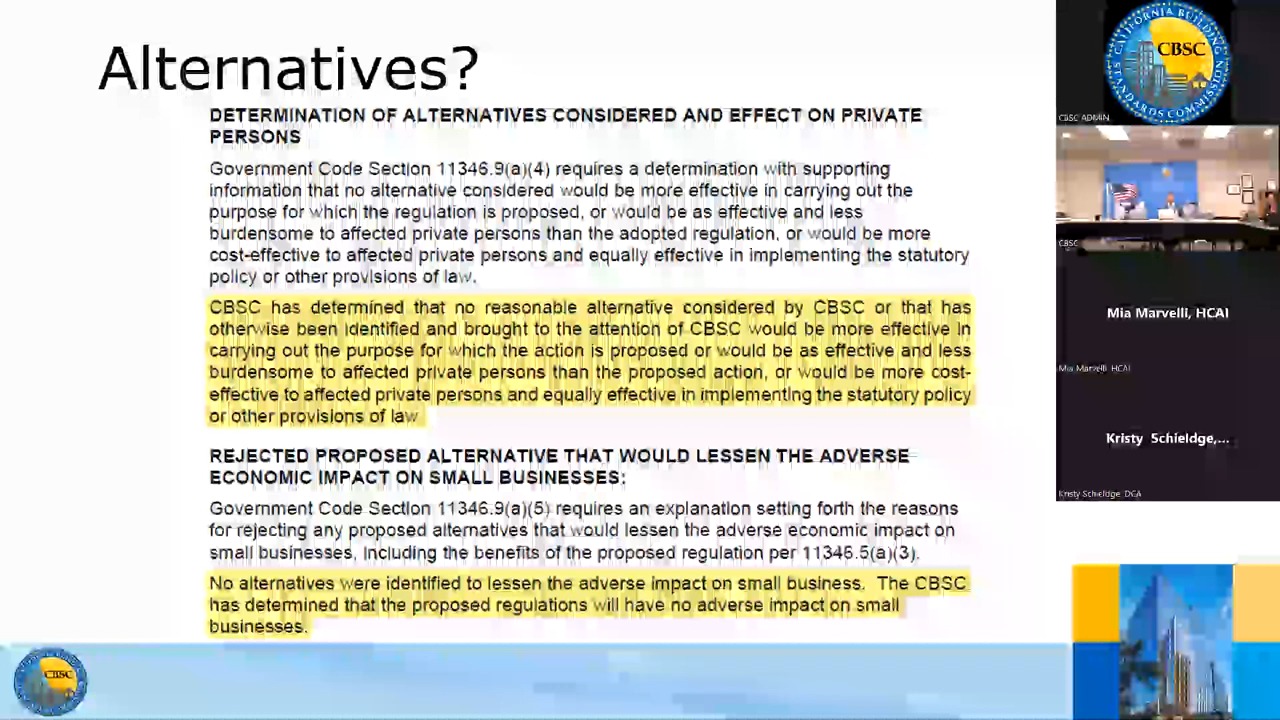 Alternatives?
DETERMINATION OF ALTERNATIVES CONSIDERED AND EFFECT ON PRIVATE
PERSONS
Government Code Section 11346.9(a)(4) requires a determination with supporting
information that no alternative considered would be more effective in carrying out the
purpose for which the regulation is proposed, or would be as effective and less
burdensome to affected private persons than the adopted regulation, or would be more
cost-effective to affected private persons and equally effective in implementing the statutory
policy or other provisions of law.
CBSC has determined that no reasonable alternative considered by CBSC or that has
otherwise been identified and brought to the attention of CBSC would be more effective in
carrying out the purpose for which the action is proposed or would be as effective and less
burdensome to affected private persons than the proposed action, or would be more cost-
effective to affected private persons and equally effective in implementing the statutory policy
or other provisions of law
REJECTED PROPOSED ALTERNATIVE THAT WOULD LESSEN THE ADVERSE
ECONOMIC IMPACT ON SMALL BUSINESSES:
Government Code Section 11346.9(a)(5) requires an explanation setting forth the reasons
for rejecting any proposed alternatives that would lessen the adverse economic impact on
small businesses, including the benefits of the proposed regulation per 11346.5(a)(3).
No alternatives were identified to lessen the adverse impact on small business. The CBSC
has determined that the proposed regulations will have no adverse impact on small
businesses.
CBSC
CALIFORNIA BUILDING
STANDARDS COMMISSION
CBSC
CBSC ADMIN
CBSC
Mia Marvelli, HCAI
Mia Marvelli, HCAI
Kristy Schieldge,...
Kristy Schieldge, DCA